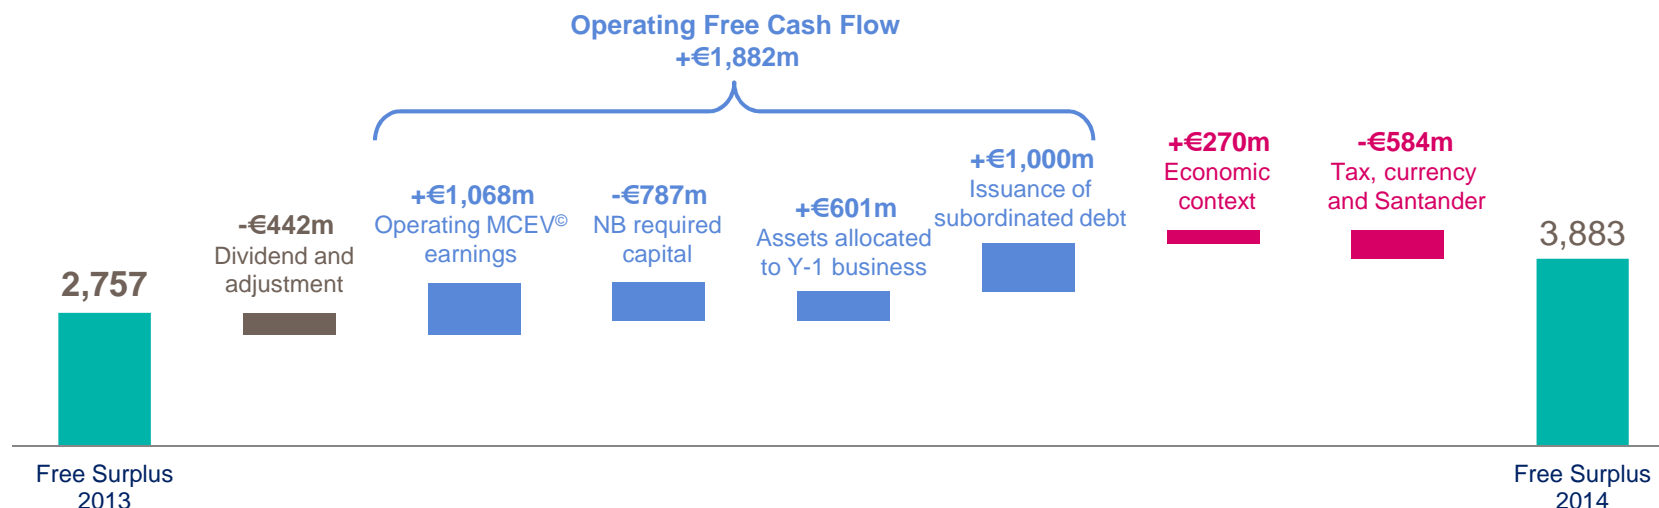 Operating Free Cash Flow
+€1,882m
2,757
-€442m
Dividend and
adjustment
+€1,068m
Operating MCEV©
earnings
-€787m
NB required
capital
+€601m
Assets allocated
to Y-1 business
+€1,000m
Issuance of
subordinated debt
+€270m
Economic
context
-€584m
Tax, currency
and Santander
3,883
Free Surplus
2013
Free Surplus
2014